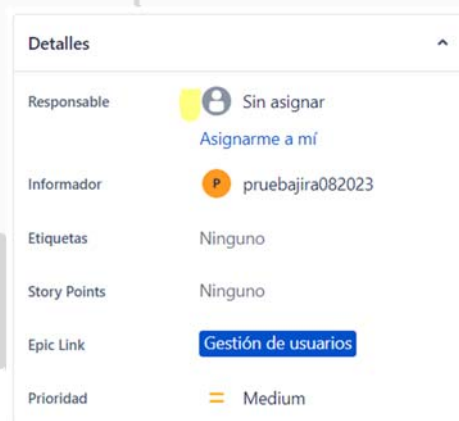 Detalles
Responsable Sin asignar
Asignarme a mí
Informador P pruebajira082023
Etiquetas Ninguno
Story Points Ninguno
Epic Link Gestión de usuarios
Prioridad Medium